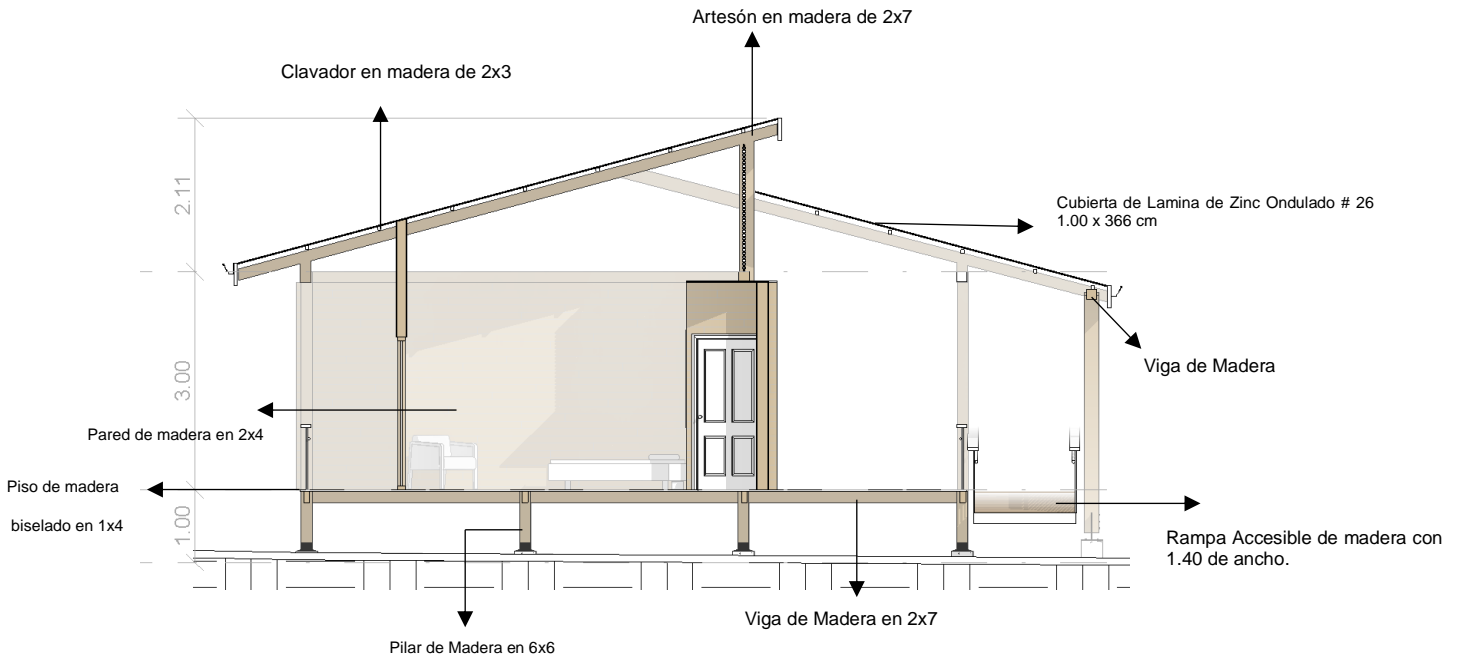 Artesón en madera de 2x7
Clavador en madera de 2x3
2.11
Cubierta de Lamina de Zinc Ondulado # 26
1.00 x 366 cm
3.00
Viga de Madera
Pared de madera en 2x4
Piso de madera
biselado en 1x4
1.00
Rampa Accesible de madera con
1.40 de ancho.
Viga de Madera en 2x7
Pilar de Madera en 6x6